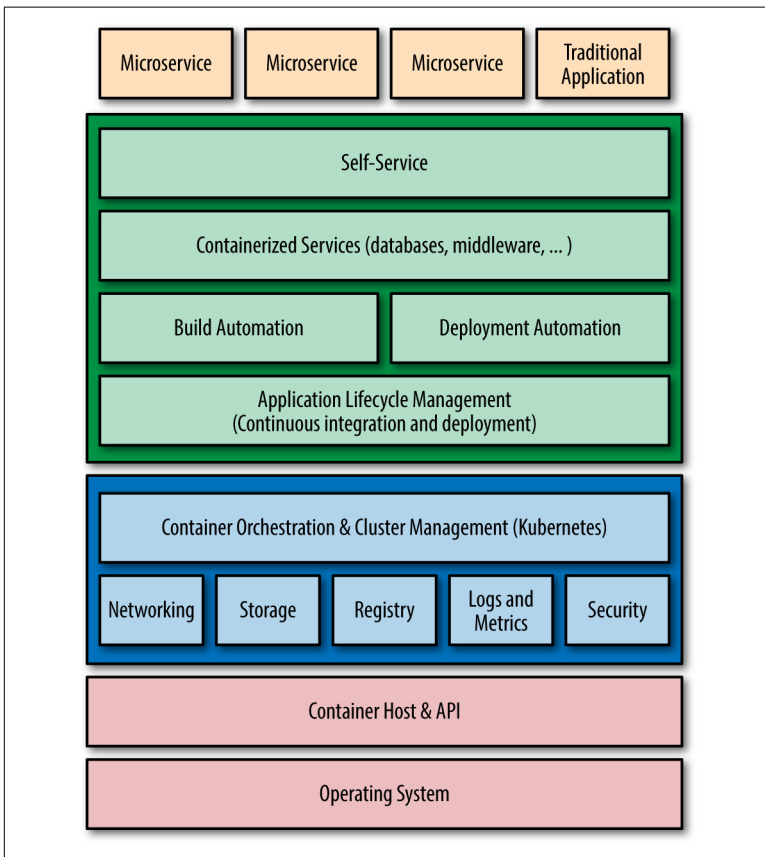 Microservice
Microservice
Microservice
Traditional
Application
Self-Service
Containerized Services (databases, middleware, ... )
Build Automation
Deployment Automation
Application Lifecycle Management
(Continuous integration and deployment)
Container Orchestration & Cluster Management (Kubernetes)
Networking
Storage
Registry
Logs and
Metrics
Security
Container Host & API
Operating System